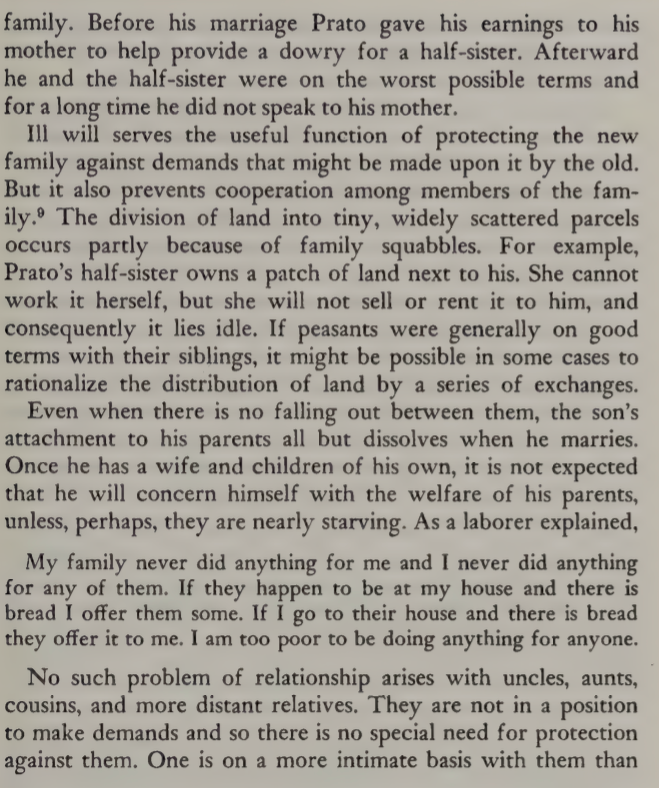 family. Before his marriage Prato gave his earnings to his
mother to help provide a dowry for a half-sister. Afterward
he and the half-sister were on the worst possible terms and
for a long time he did not speak to his mother.
Ill will serves the useful function of protecting the new
family against demands that might be made upon it by the old.
But it also prevents cooperation among members of the fam-
ily.⁹ The division of land into tiny, widely scattered parcels
occurs partly because of family squabbles. For example,
Prato's half-sister owns a patch of land next to his. She cannot
work it herself, but she will not sell or rent it to him, and
consequently it lies idle. If peasants were generally on good
terms with their siblings, it might be possible in some cases to
rationalize the distribution of land by a series of exchanges.
Even when there is no falling out between them, the son's
attachment to his parents all but dissolves when he marries.
Once he has a wife and children of his own, it is not expected
that he will concern himself with the welfare of his parents,
unless, perhaps, they are nearly starving. As a laborer explained,
My family never did anything for me and I never did anything
for any of them. If they happen to be at my house and there is
bread I offer them some. If I go to their house and there is bread
they offer it to me. I am too poor to be doing anything for anyone.
No such problem of relationship arises with uncles, aunts,
cousins, and more distant relatives. They are not in a position
to make demands and so there is no special need for protection
against them. One is on a more intimate basis with them than